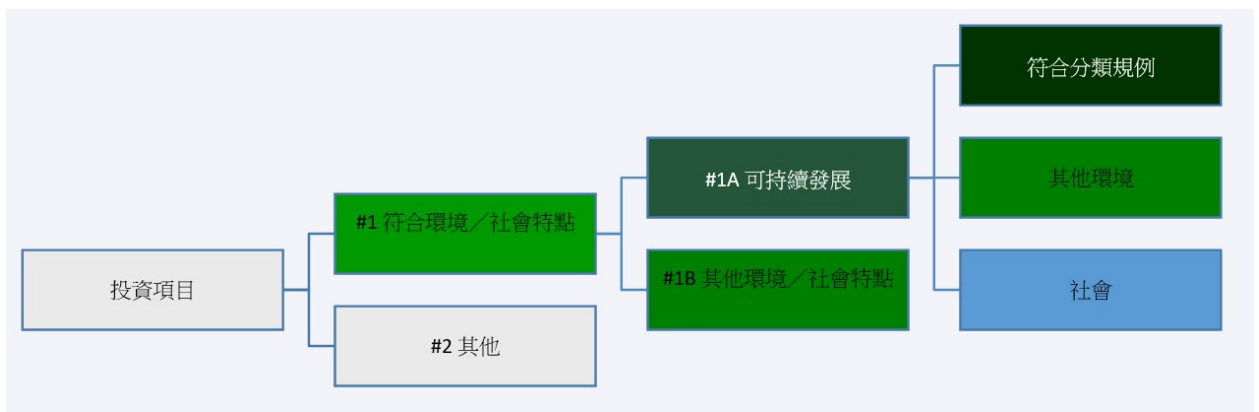 投資項目
#1 符合環境／社會特點
#2 其他
#1A 可持續發展
#1B 其他環境／社會特點
符合分類規例
其他環境
社會